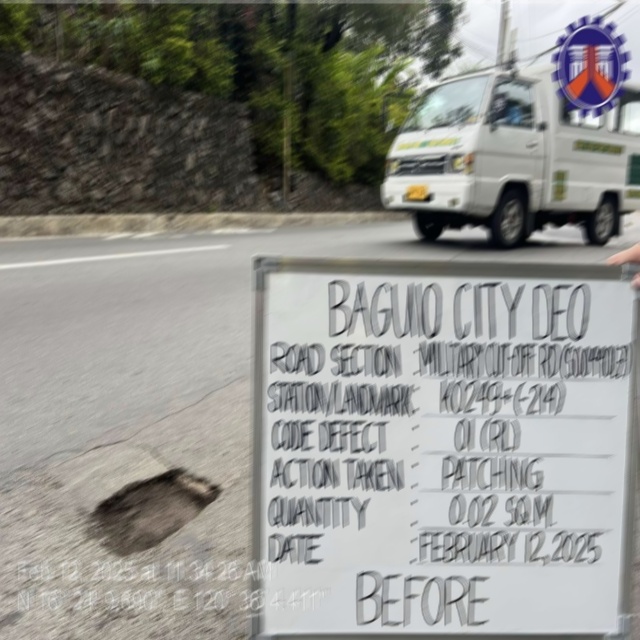 BAGUIO CITY DEO
ROAD SECTION : MILITARY CUT-OFF RD
STATION/LANDMARK : K0249+(-214)
CODE DEFECT : 01 (RL)
ACTION TAKEN : PATCHING
QUANTITY : 0.02 SQ.M.
DATE : FEBRUARY 12, 2025
BEFORE